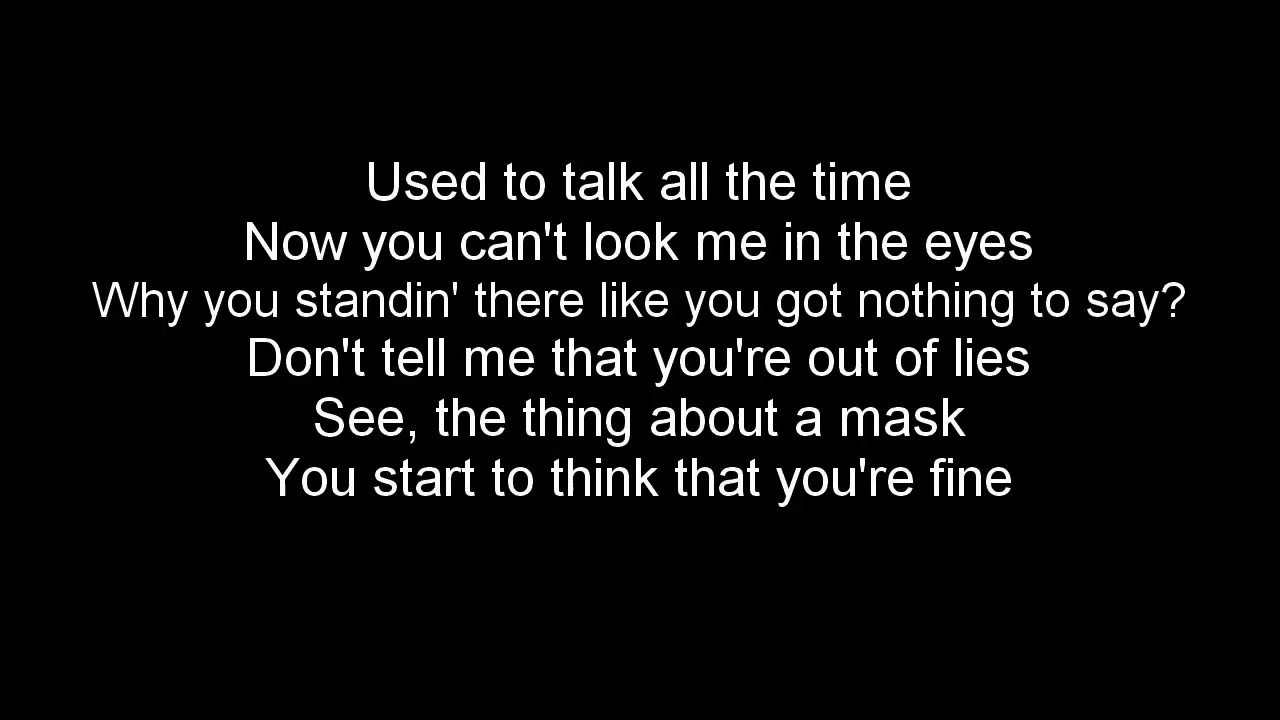 Used to talk all the time
Now you can't look me in the eyes
Why you standin' there like you got nothing to say?
Don't tell me that you're out of lies
See, the thing about a mask
You start to think that you're fine